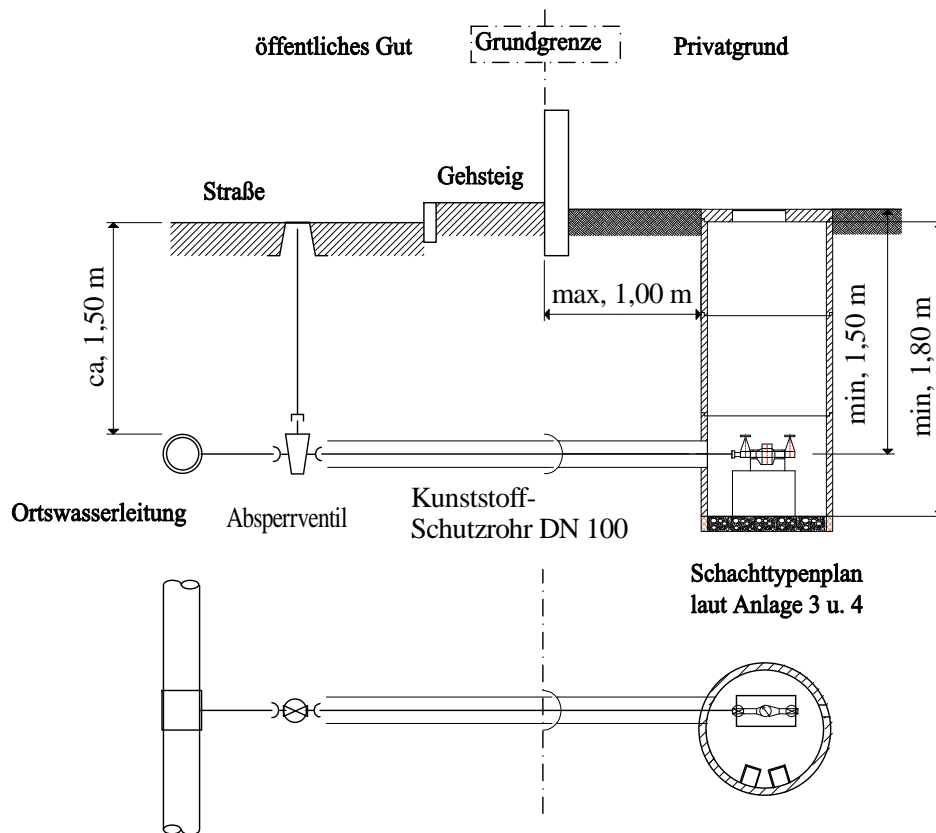 öffentliches Gut
Grundgrenze
Privatgrund
Gehsteig
Straße
max, 1,00 m
ca, 1,50 m
min, 1,50 m
min, 1,80 m
Ortswasserleitung
Absperrventil
Kunststoff-
Schutzrohr DN 100
Schachttypenplan
laut Anlage 3 u. 4